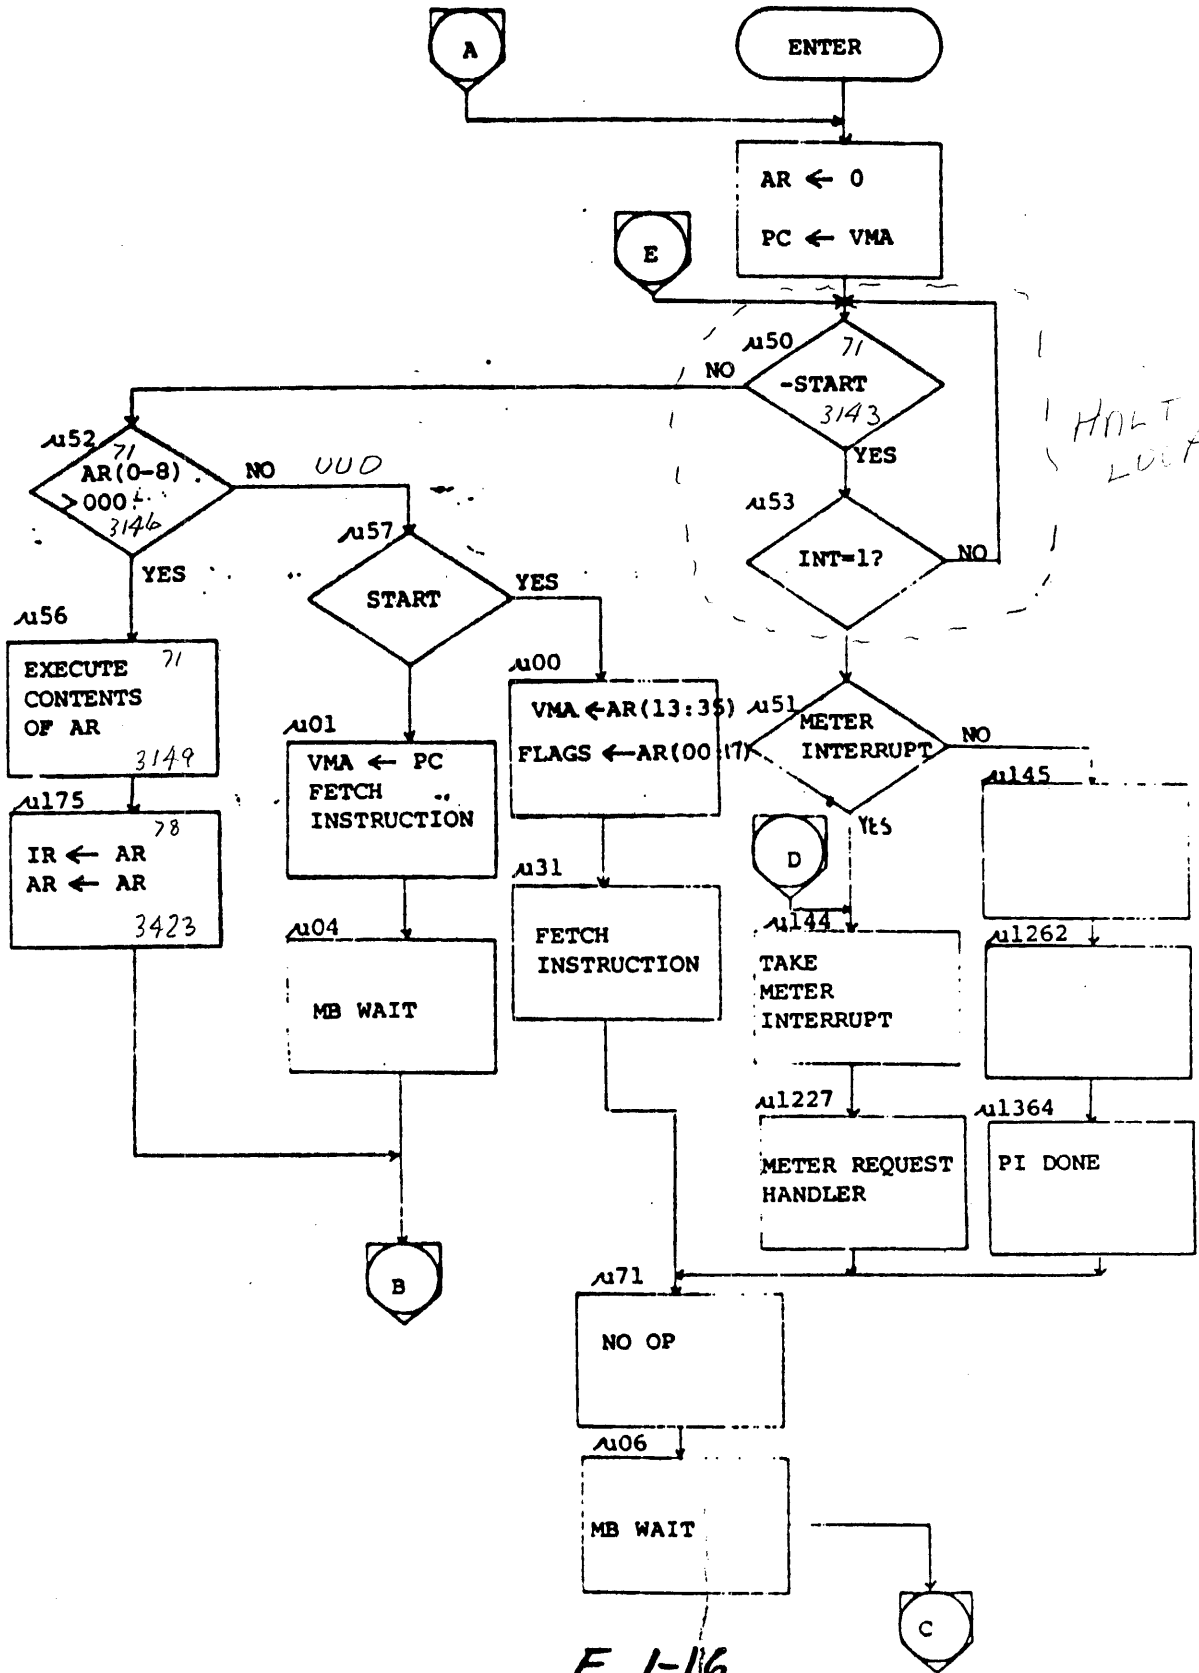 A
ENTER
AR ← 0
PC ← VMA
E
µ50
71
-START
3143
NO
YES
HALT
µ52
71
AR(0-8)
>000
3146
NO
UUO
YES
µ53
INT=1?
NO
µ57
START
YES
µ56
71
EXECUTE
CONTENTS
OF AR
3149
µ00
VMA ←AR(13:35)
FLAGS ←AR(00:17)
µ51
METER
INTERRUPT
NO
YES
µ01
VMA ← PC
FETCH
INSTRUCTION
µ145
µ175
78
IR ← AR
AR ← AR
3423
D
µ31
FETCH
INSTRUCTION
µ04
MB WAIT
µ144
TAKE
METER
INTERRUPT
µ1262
µ1227
METER REQUEST
HANDLER
µ1364
PI DONE
B
µ71
NO OP
µ06
MB WAIT
C
F 1-16